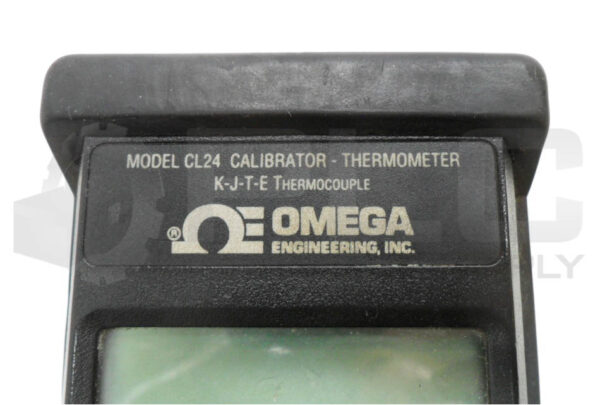 MODEL CL24 CALIBRATOR - THERMOMETER
K-J-T-E THERMOCOUPLE
® OMEGA
ENGINEERING, INC.